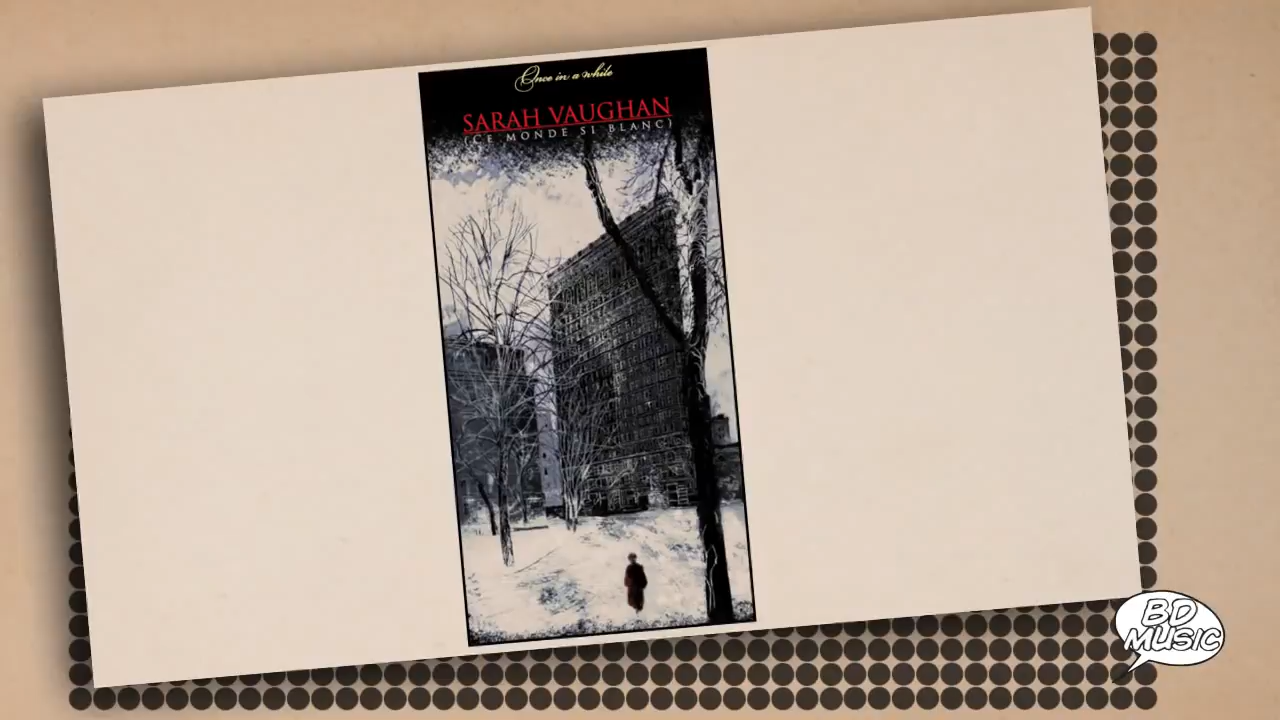 Once in a while
SARAH VAUGHAN
(CE MONDE SI BLANC)
BD
MUSIC